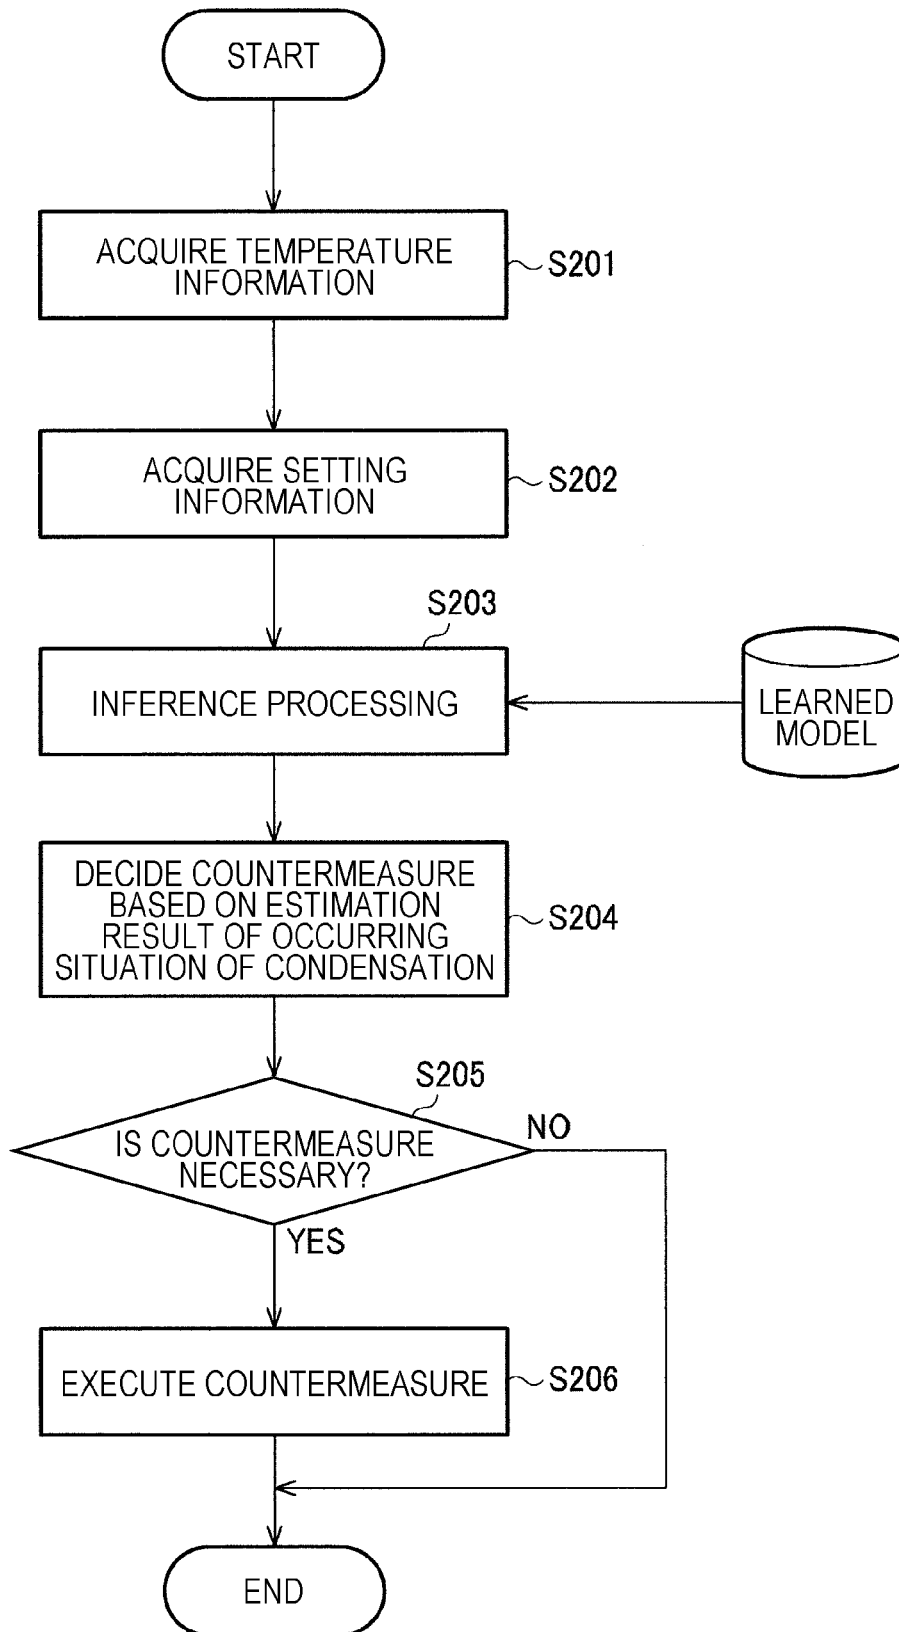 START
ACQUIRE TEMPERATURE
INFORMATION
S201
ACQUIRE SETTING
INFORMATION
S202
S203
INFERENCE PROCESSING
LEARNED
MODEL
DECIDE COUNTERMEASURE
BASED ON ESTIMATION
RESULT OF OCCURRING
SITUATION OF CONDENSATION
S204
S205
IS COUNTERMEASURE
NECESSARY?
NO
YES
EXECUTE COUNTERMEASURE
S206
END